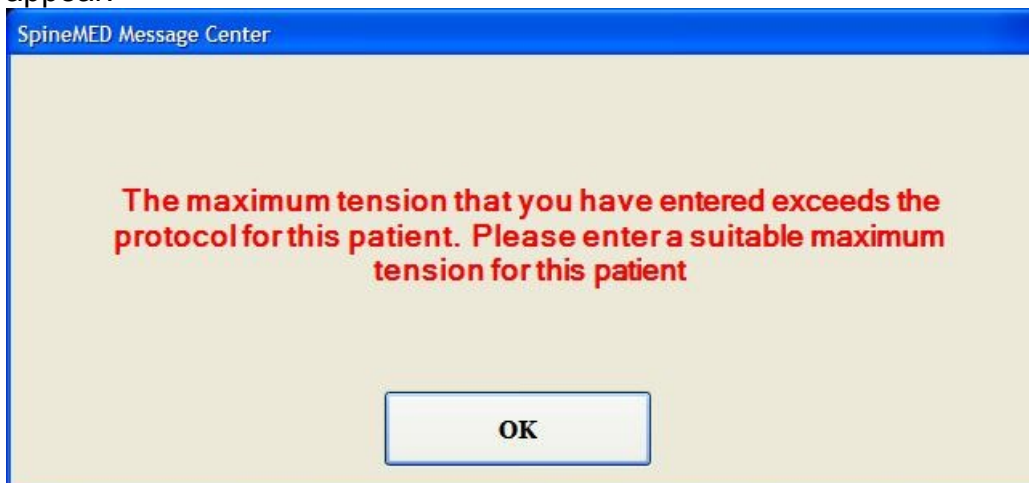 appear:
SpineMED Message Center
The maximum tension that you have entered exceeds the
protocol for this patient. Please enter a suitable maximum
tension for this patient
OK